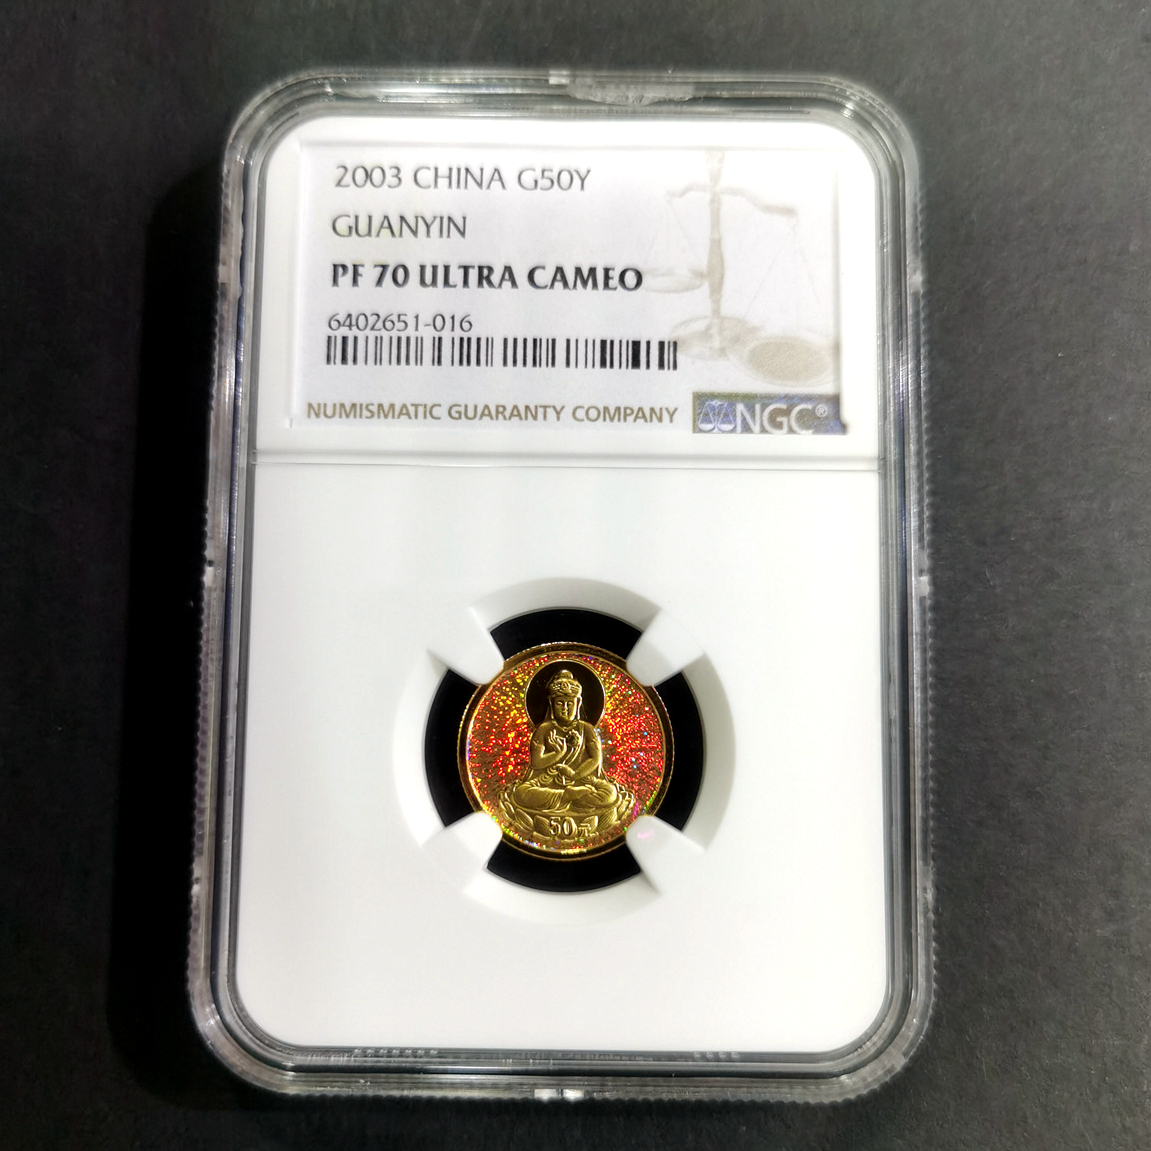 2003 CHINA G50Y
GUANYIN
PF 70 ULTRA CAMEO
6402651-016
NUMISMATIC GUARANTY COMPANY NGC®
50元